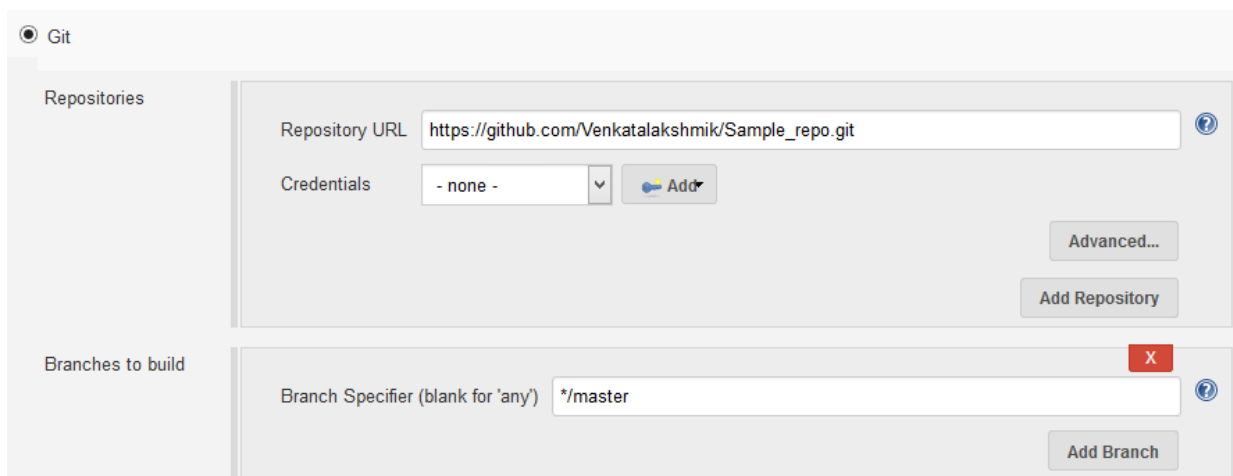 Git
Repositories
Repository URL https://github.com/Venkatalakshmik/Sample_repo.git ?
Credentials - none - Add
Advanced...
Add Repository
Branches to build
X
Branch Specifier (blank for 'any') */master ?
Add Branch